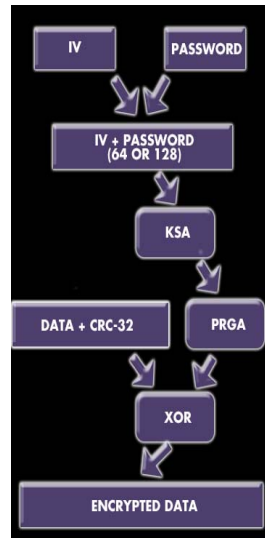 IV
PASSWORD
IV + PASSWORD
(64 OR 128)
KSA
DATA + CRC-32
PRGA
XOR
ENCRYPTED DATA